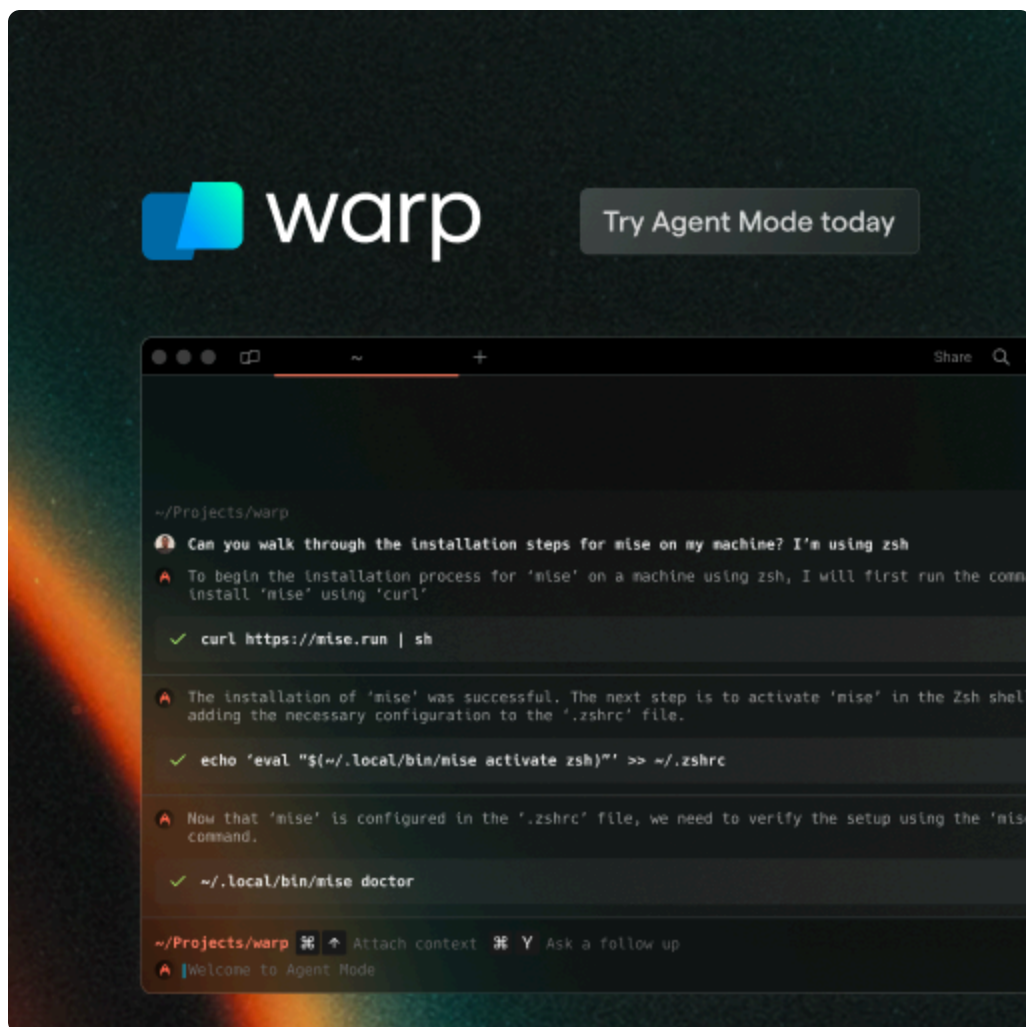 warp
Try Agent Mode today
~ + Share
~/Projects/warp
Can you walk through the installation steps for mise on my machine? I’m using zsh
To begin the installation process for ‘mise’ on a machine using zsh, I will first run the
install ‘mise’ using ‘curl’
curl https://mise.run | sh
The installation of ‘mise’ was successful. The next step is to activate ‘mise’ in the Zsh
adding the necessary configuration to the ‘.zshrc’ file.
echo ‘eval "$(~/.local/bin/mise activate zsh)"’ >> ~/.zshrc
Now that ‘mise’ is configured in the ‘.zshrc’ file, we need to verify the setup using the
command.
~/.local/bin/mise doctor
~/Projects/warp ⌘ ↑ Attach context ⌘ Y Ask a follow up
Welcome to Agent Mode